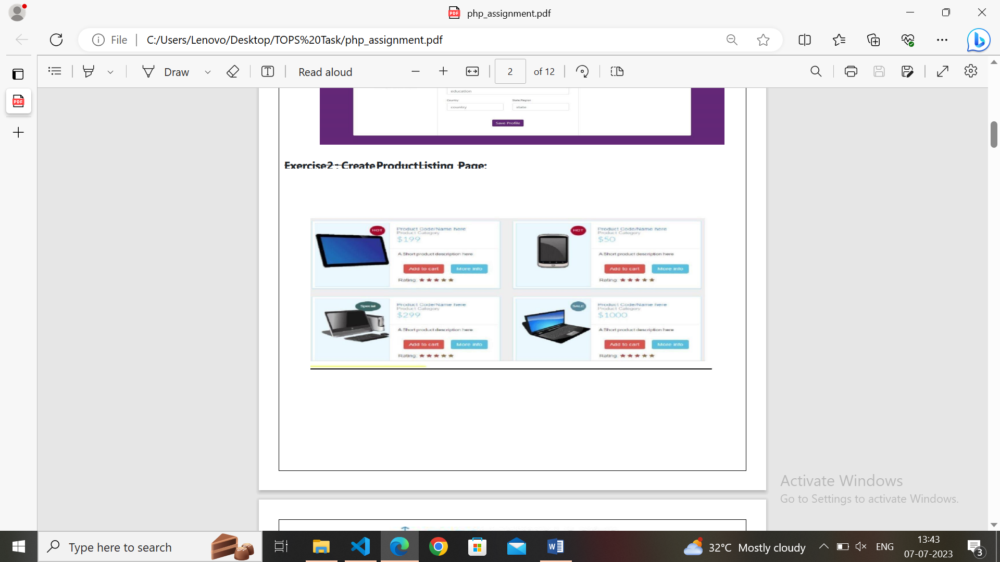 php_assignment.pdf
File
C:/Users/Lenovo/Desktop/TOPS%20Task/php_assignment.pdf
Draw
Read aloud
2
of 12
education
Country
State/Region
country
state
Save Profile
Exercise2 : Create Product Listing Page:
HOT
Product Code/Name here
Product Category
$199
A Short product description here
Add to cart
More info
Rating:
HOT
Product Code/Name here
Product Category
$50
A Short product description here
Add to cart
More info
Rating:
Special
Product Code/Name here
Product Category
$299
A Short product description here
Add to cart
More info
Rating:
SALE
Product Code/Name here
Product Category
$1000
A Short product description here
Add to cart
More info
Rating:
Activate Windows
Go to Settings to activate Windows.
Type here to search
32°C Mostly cloudy
ENG
13:43
07-07-2023
3